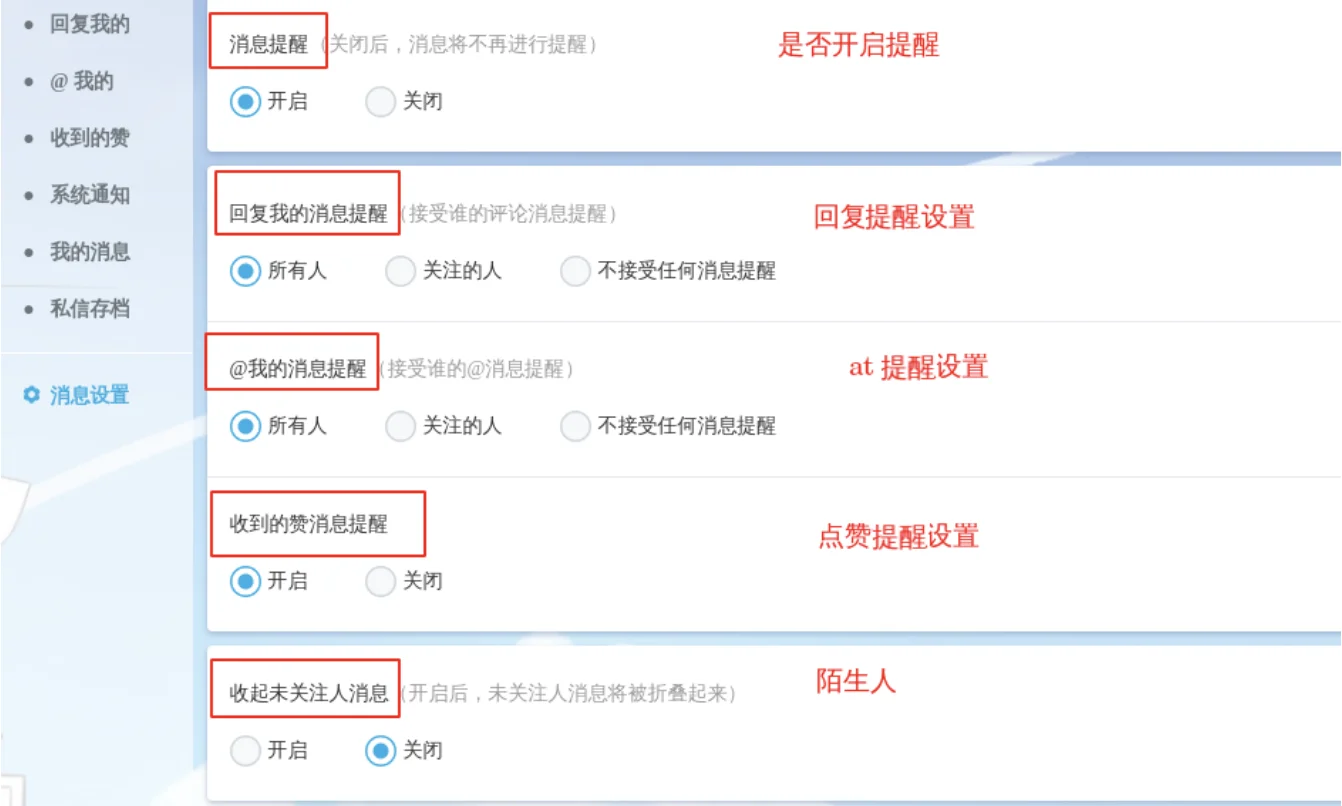 回复我的
@ 我的
收到的赞
系统通知
我的消息
私信存档
消息设置
消息提醒（关闭后，消息将不再进行提醒） 是否开启提醒
开启 关闭
回复我的消息提醒（接受谁的评论消息提醒） 回复提醒设置
所有人 关注的人 不接受任何消息提醒
@我的消息提醒（接受谁的@消息提醒） at 提醒设置
所有人 关注的人 不接受任何消息提醒
收到的赞消息提醒 点赞提醒设置
开启 关闭
收起未关注人消息（开启后，未关注人消息将被折叠起来） 陌生人
开启 关闭